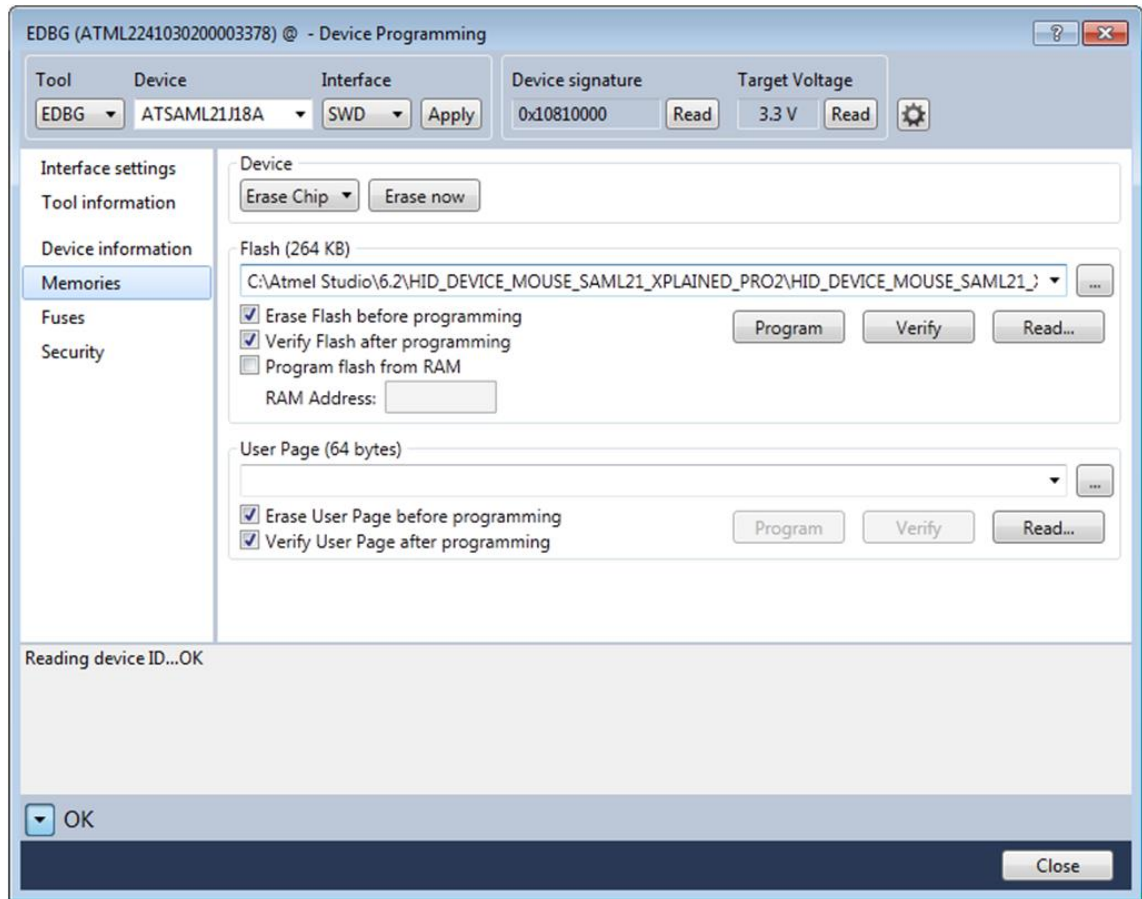 EDBG (ATML2241030200003378) @  - Device Programming
Tool Device Interface Device signature Target Voltage
EDBG ATSAML21J18A SWD Apply 0x10810000 Read 3.3 V Read
Interface settings
Tool information
Device information
Memories
Fuses
Security
Device
Erase Chip Erase now
Flash (264 KB)
C:\Atmel Studio\6.2\HID_DEVICE_MOUSE_SAML21_XPLAINED_PRO2\HID_DEVICE_MOUSE_SAML21_ ...
Erase Flash before programming
Verify Flash after programming
Program flash from RAM
RAM Address:
Program Verify Read...
User Page (64 bytes)
...
Erase User Page before programming
Verify User Page after programming
Program Verify Read...
Reading device ID...OK
OK
Close